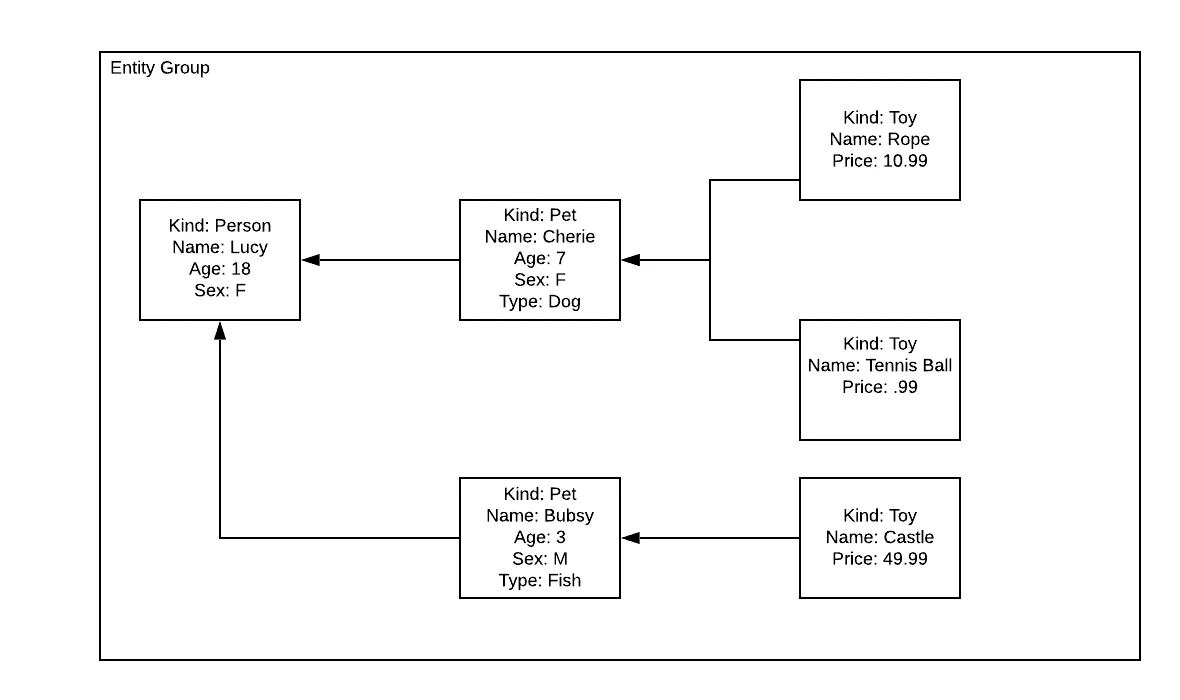 Entity Group
Kind: Toy
Name: Rope
Price: 10.99
Kind: Person
Name: Lucy
Age: 18
Sex: F
Kind: Pet
Name: Cherie
Age: 7
Sex: F
Type: Dog
Kind: Toy
Name: Tennis Ball
Price: .99
Kind: Pet
Name: Bubsy
Age: 3
Sex: M
Type: Fish
Kind: Toy
Name: Castle
Price: 49.99